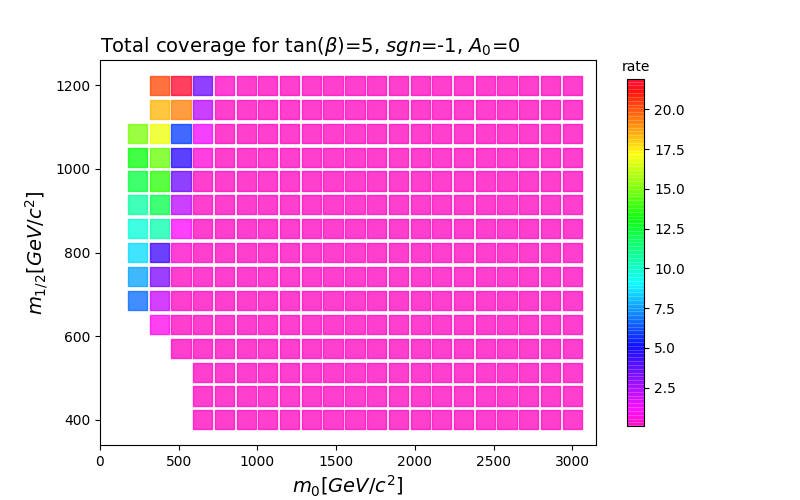 Total coverage for tan(β)=5, sgn=-1, A₀=0
rate
1200
1000
800
600
400
m₁/₂[GeV/c²]
20.0
17.5
15.0
12.5
10.0
7.5
5.0
2.5
0 500 1000 1500 2000 2500 3000
m₀[GeV/c²]